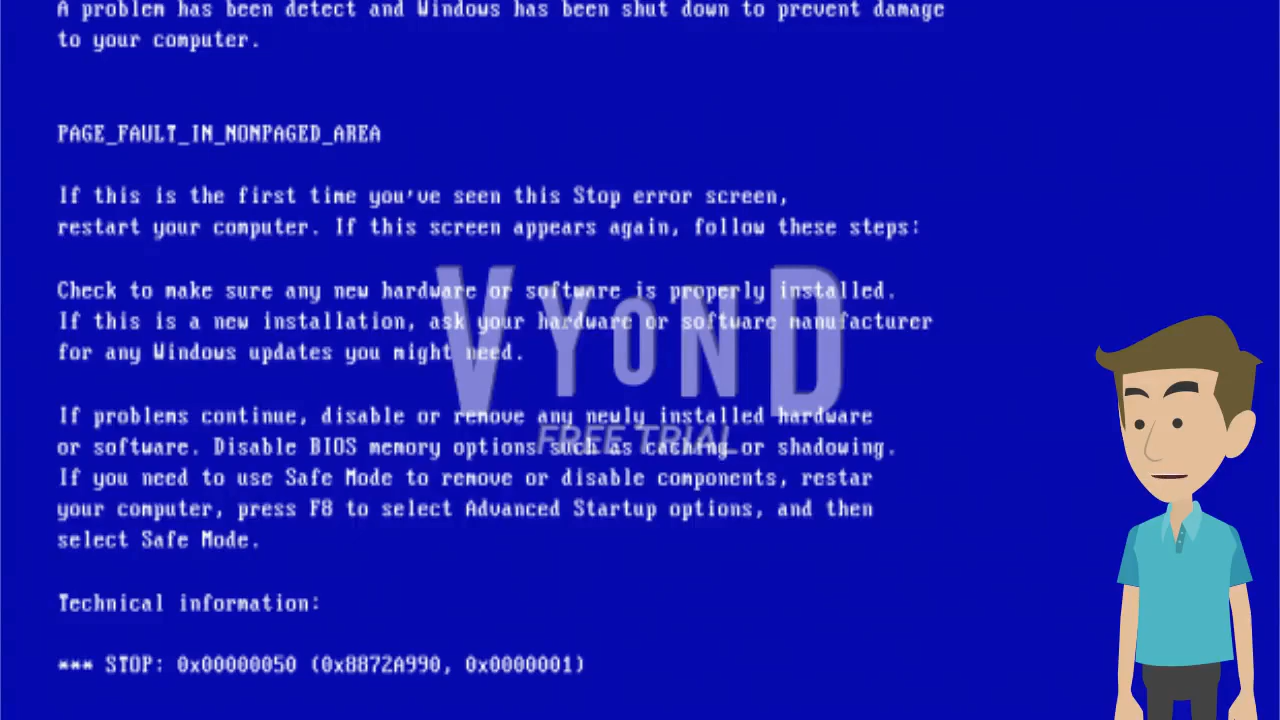 A problem has been detect and Windows has been shut down to prevent damage
to your computer.
PAGE_FAULT_IN_NONPAGED_AREA
If this is the first time you've seen this Stop error screen,
restart your computer. If this screen appears again, follow these steps:
Check to make sure any new hardware or software is properly installed.
If this is a new installation, ask your hardware or software manufacturer
for any Windows updates you might need.
VYOND
FREE TRIAL
If problems continue, disable or remove any newly installed hardware
or software. Disable BIOS memory options such as caching or shadowing.
If you need to use Safe Mode to remove or disable components, restar
your computer, press F8 to select Advanced Startup options, and then
select Safe Mode.
Technical information:
*** STOP: 0x00000050 (0x8872A990, 0x0000001)